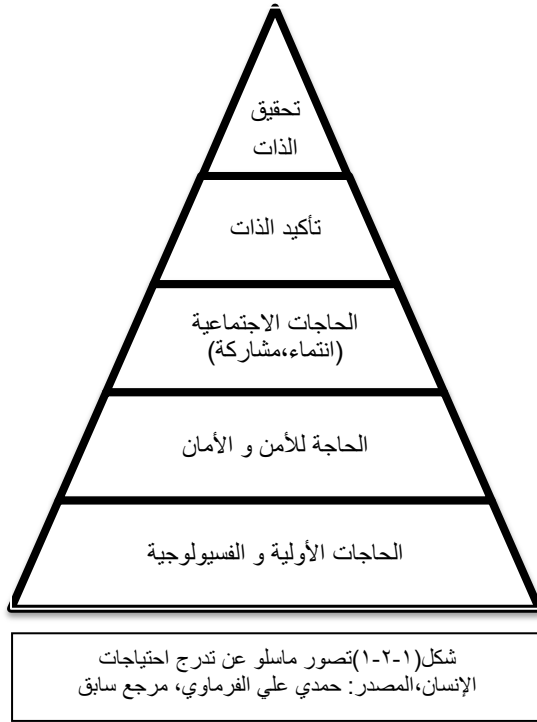 تحقيق
الذات
تأكيد الذات
الحاجات الاجتماعية
(انتماء،مشاركة)
الحاجة للأمن و الأمان
الحاجات الأولية و الفسيولوجية
شكل(١-٢-١)تصور ماسلو عن تدرج احتياجات
الإنسان،المصدر: حمدي علي الفرماوي، مرجع سابق